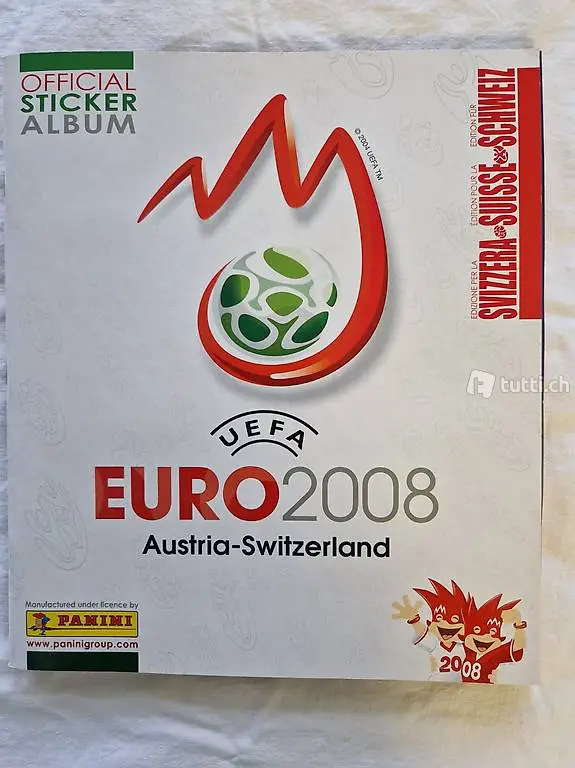 OFFICIAL
STICKER
ALBUM
© 2004 UEFA TM
EDIZIONE PER LA EDITION POUR LA EDITION FÜR
SVIZZERA SUISSE SCHWEIZ
tutti.ch
UEFA
EURO2008
Austria-Switzerland
Manufactured under licence by
PANINI
www.paninigroup.com
2008